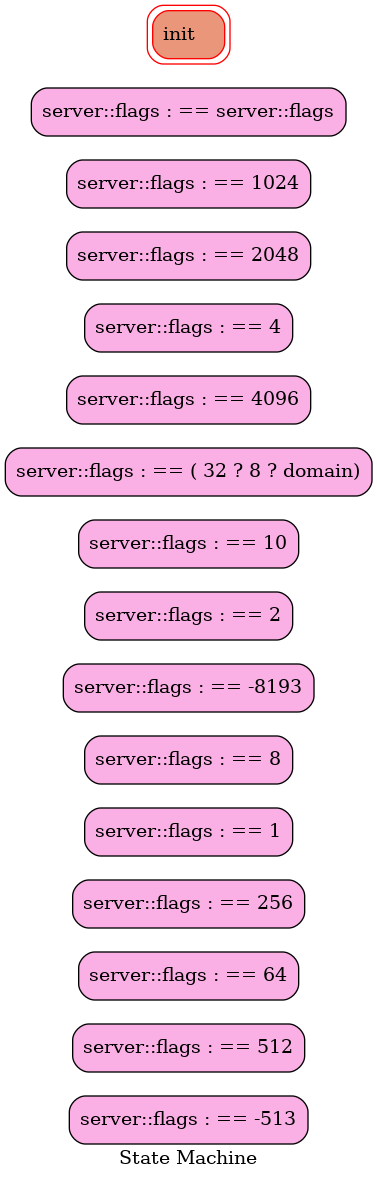 init
server::flags : == server::flags
server::flags : == 1024
server::flags : == 2048
server::flags : == 4
server::flags : == 4096
server::flags : == ( 32 ? 8 ? domain)
server::flags : == 10
server::flags : == 2
server::flags : == -8193
server::flags : == 8
server::flags : == 1
server::flags : == 256
server::flags : == 64
server::flags : == 512
server::flags : == -513
State Machine